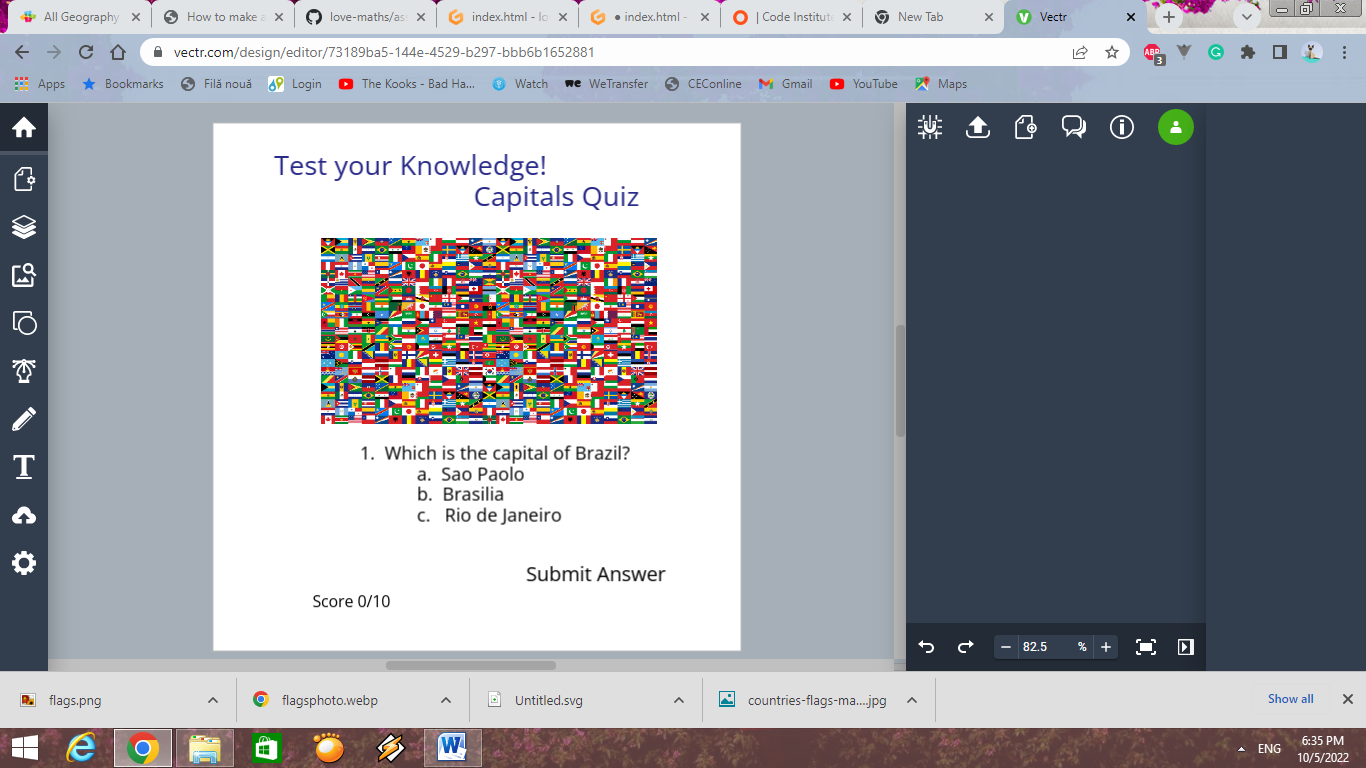 All Geography
How to make a
love-maths/as
index.html - lo
• index.html -
| Code Institut
New Tab
Vectr
vectr.com/design/editor/73189ba5-144e-4529-b297-bbb6b1652881
ABP
3
Apps
Bookmarks
Filă nouă
Login
The Kooks - Bad Ha...
Watch
WeTransfer
CEConline
Gmail
YouTube
Maps
Test your Knowledge!
Capitals Quiz
1. Which is the capital of Brazil?
a. Sao Paolo
b. Brasilia
c. Rio de Janeiro
Submit Answer
Score 0/10
82.5 %
flags.png
flagsphoto.webp
Untitled.svg
countries-flags-ma....jpg
Show all
ENG
6:35 PM
10/5/2022